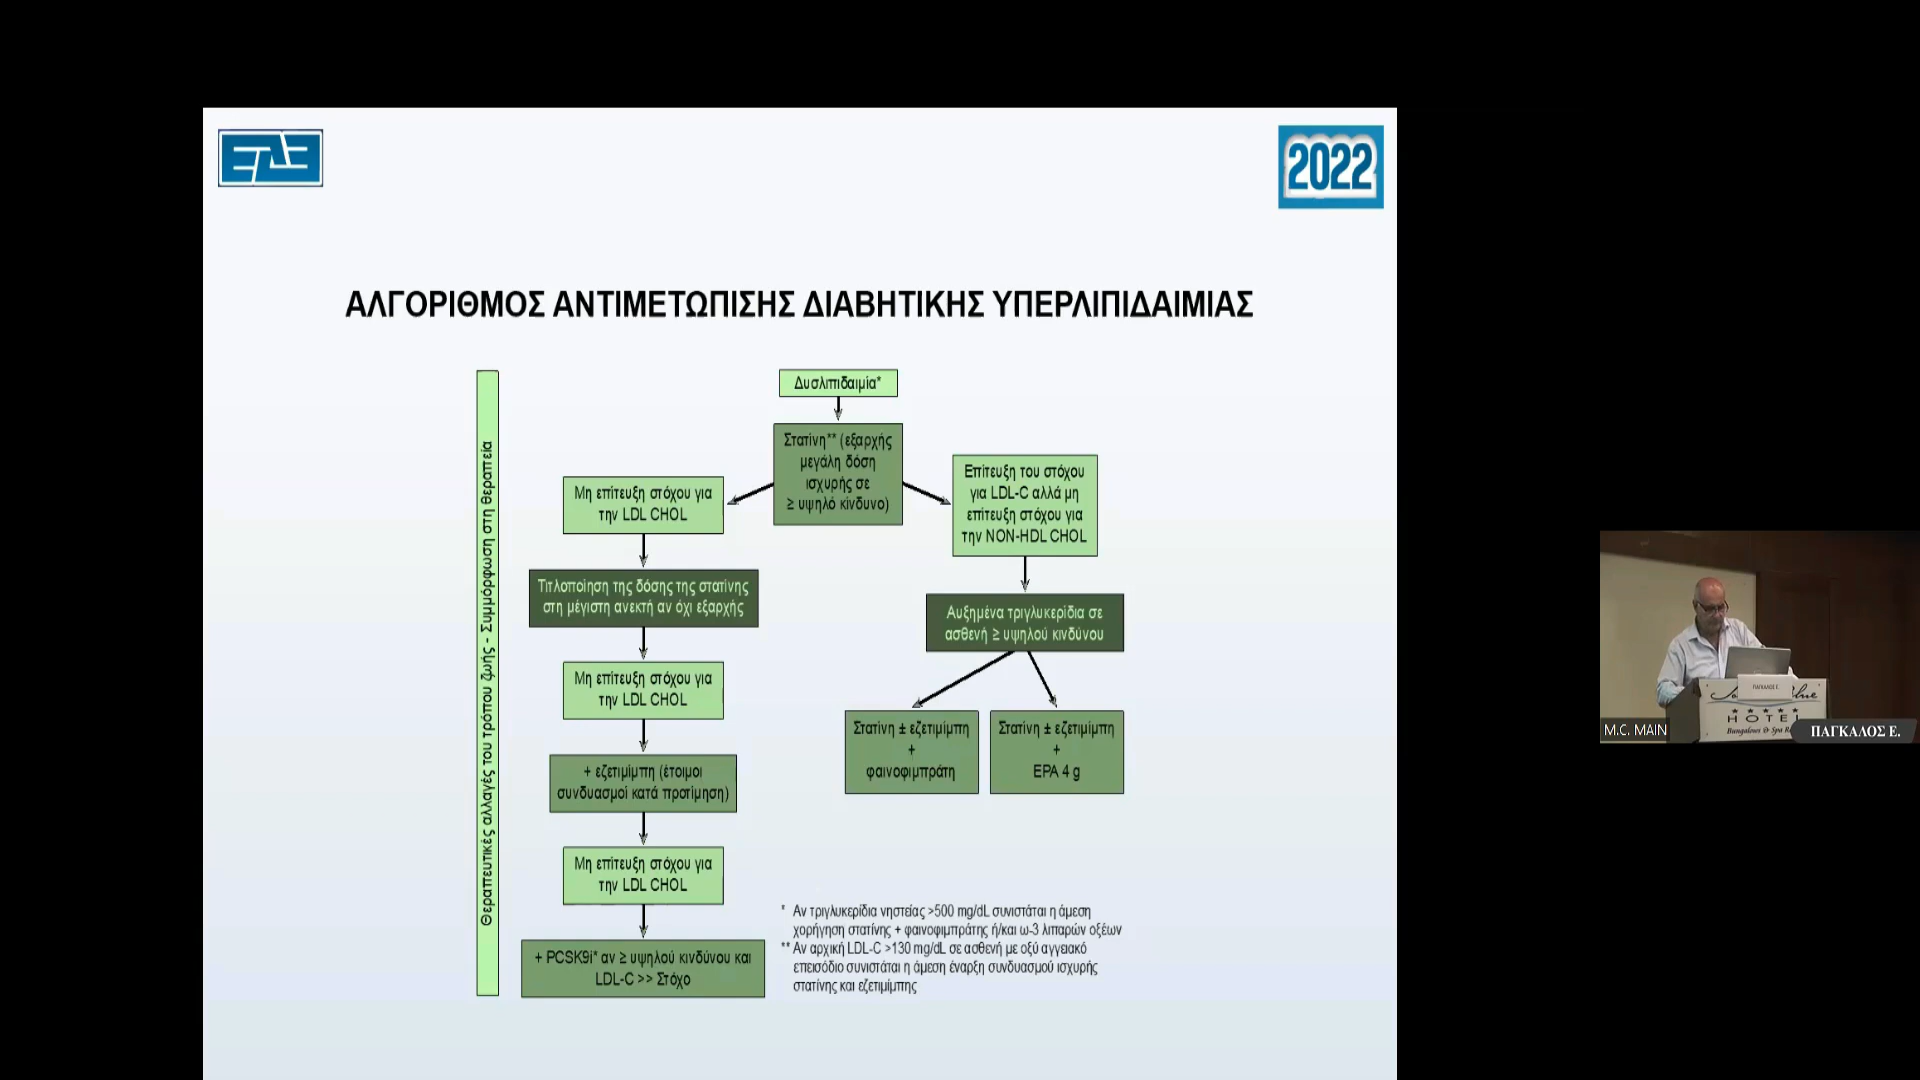 ΕΔΕ
2022
ΑΛΓΟΡΙΘΜΟΣ ΑΝΤΙΜΕΤΩΠΙΣΗΣ ΔΙΑΒΗΤΙΚΗΣ ΥΠΕΡΛΙΠΙΔΑΙΜΙΑΣ
Θεραπευτικές αλλαγές του τρόπου ζωής - Συμμόρφωση στη θεραπεία
Δυσλιπιδαιμία*
Στατίνη** (εξαρχής
μεγάλη δόση
ισχυρής σε
≥ υψηλό κίνδυνο)
Μη επίτευξη στόχου για
την LDL CHOL
Τιτλοποίηση της δόσης της στατίνης
στη μέγιστη ανεκτή αν όχι εξαρχής
Μη επίτευξη στόχου για
την LDL CHOL
+ εζετιμίμπη (έτοιμοι
συνδυασμοί κατά προτίμηση)
Μη επίτευξη στόχου για
την LDL CHOL
+ PCSK9i* αν ≥ υψηλού κινδύνου και
LDL-C >> Στόχο
Επίτευξη του στόχου
για LDL-C αλλά μη
επίτευξη στόχου για
την NON-HDL CHOL
Αυξημένα τριγλυκερίδια σε
ασθενή ≥ υψηλού κινδύνου
Στατίνη ± εζετιμίμπη
+
φαινοφιμπράτη
Στατίνη ± εζετιμίμπη
+
EPA 4 g
* Αν τριγλυκερίδια νηστείας >500 mg/dL συνιστάται η άμεση
χορήγηση στατίνης + φαινοφιμπράτης ή/και ω-3 λιπαρών οξέων
** Αν αρχική LDL-C >130 mg/dL σε ασθενή με οξύ αγγειακό
επεισόδιο συνιστάται η άμεση έναρξη συνδυασμού ισχυρής
στατίνης και εζετιμίμπης
ΠΑΓΚΑΛΟΣ Ε.
HOTEL
Bungalows & Spa
M.C. MAIN
ΠΑΓΚΑΛΟΣ Ε.